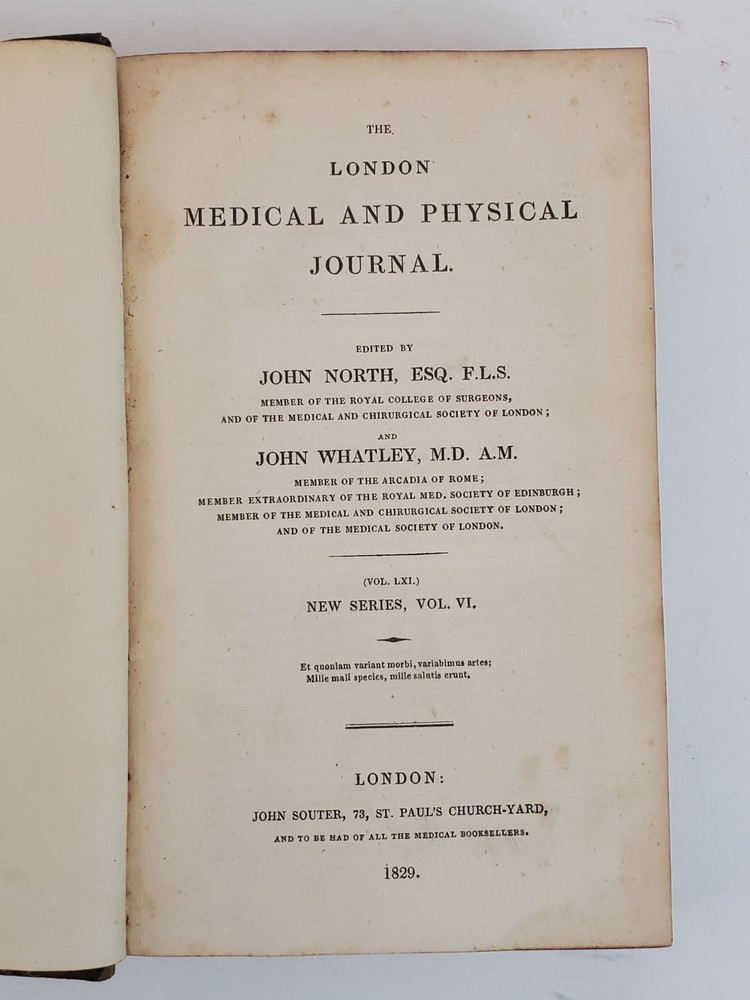 THE
LONDON
MEDICAL AND PHYSICAL
JOURNAL.
EDITED BY
JOHN NORTH, ESQ. F.L.S.
MEMBER OF THE ROYAL COLLEGE OF SURGEONS,
AND OF THE MEDICAL AND CHIRURGICAL SOCIETY OF LONDON;
AND
JOHN WHATLEY, M.D. A.M.
MEMBER OF THE ARCADIA OF ROME;
MEMBER EXTRAORDINARY OF THE ROYAL MED. SOCIETY OF EDINBURGH;
MEMBER OF THE MEDICAL AND CHIRURGICAL SOCIETY OF LONDON;
AND OF THE MEDICAL SOCIETY OF LONDON.
(VOL. LXI.)
NEW SERIES, VOL. VI.
Et quoniam variant morbi, variabimus artes;
Mille mali species, mille salutis erunt.
LONDON:
JOHN SOUTER, 73, ST. PAUL'S CHURCH-YARD,
AND TO BE HAD OF ALL THE MEDICAL BOOKSELLERS.
1829.